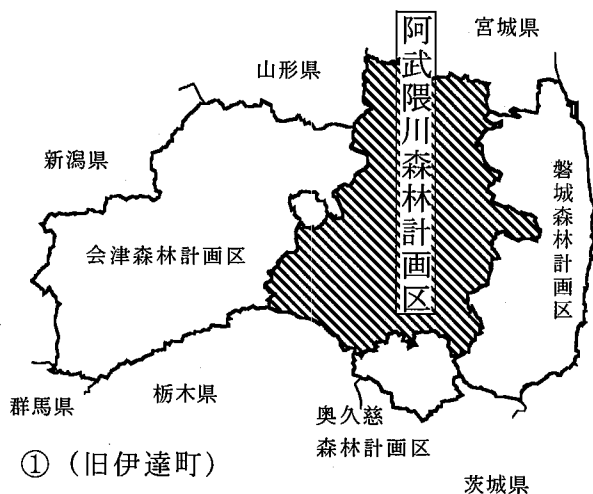 宮城県
山形県
阿武隈川森林計画区
新潟県
磐城森林計画区
会津森林計画区
群馬県
栃木県
奥久慈
森林計画区
① (旧伊達町)
茨城県